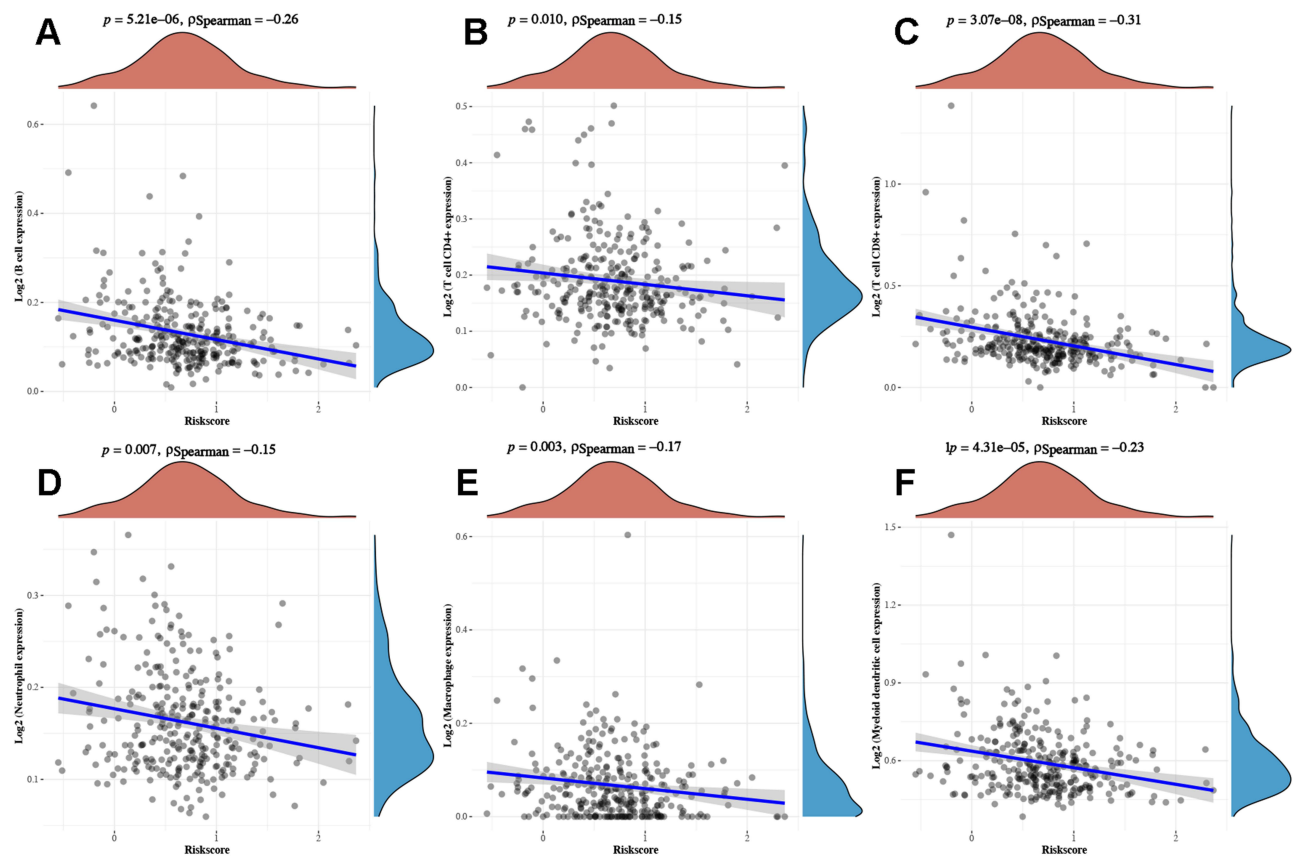 A
p = 5.21e−06, ρSpearman = −0.26
Log2 (B cell expression)
0.6
0.4
0.2
0.0
0 1 2
Riskscore
B
p = 0.010, ρSpearman = −0.15
Log2 (T cell CD4+ expression)
0.5
0.4
0.3
0.2
0.1
0.0
0 1 2
Riskscore
C
p = 3.07e−08, ρSpearman = −0.31
Log2 (T cell CD8+ expression)
1.0
0.5
0.0
0 1 2
Riskscore
D
p = 0.007, ρSpearman = −0.15
Log2 (Neutrophil expression)
0.3
0.2
0.1
0 1 2
Riskscore
E
p = 0.003, ρSpearman = −0.17
Log2 (Macrophage expression)
0.6
0.4
0.2
0.0
0 1 2
Riskscore
F
lp = 4.31e−05, ρSpearman = −0.23
Log2 (Myeloid dendritic cell expression)
1.5
1.2
0.9
0.6
0 1 2
Riskscore